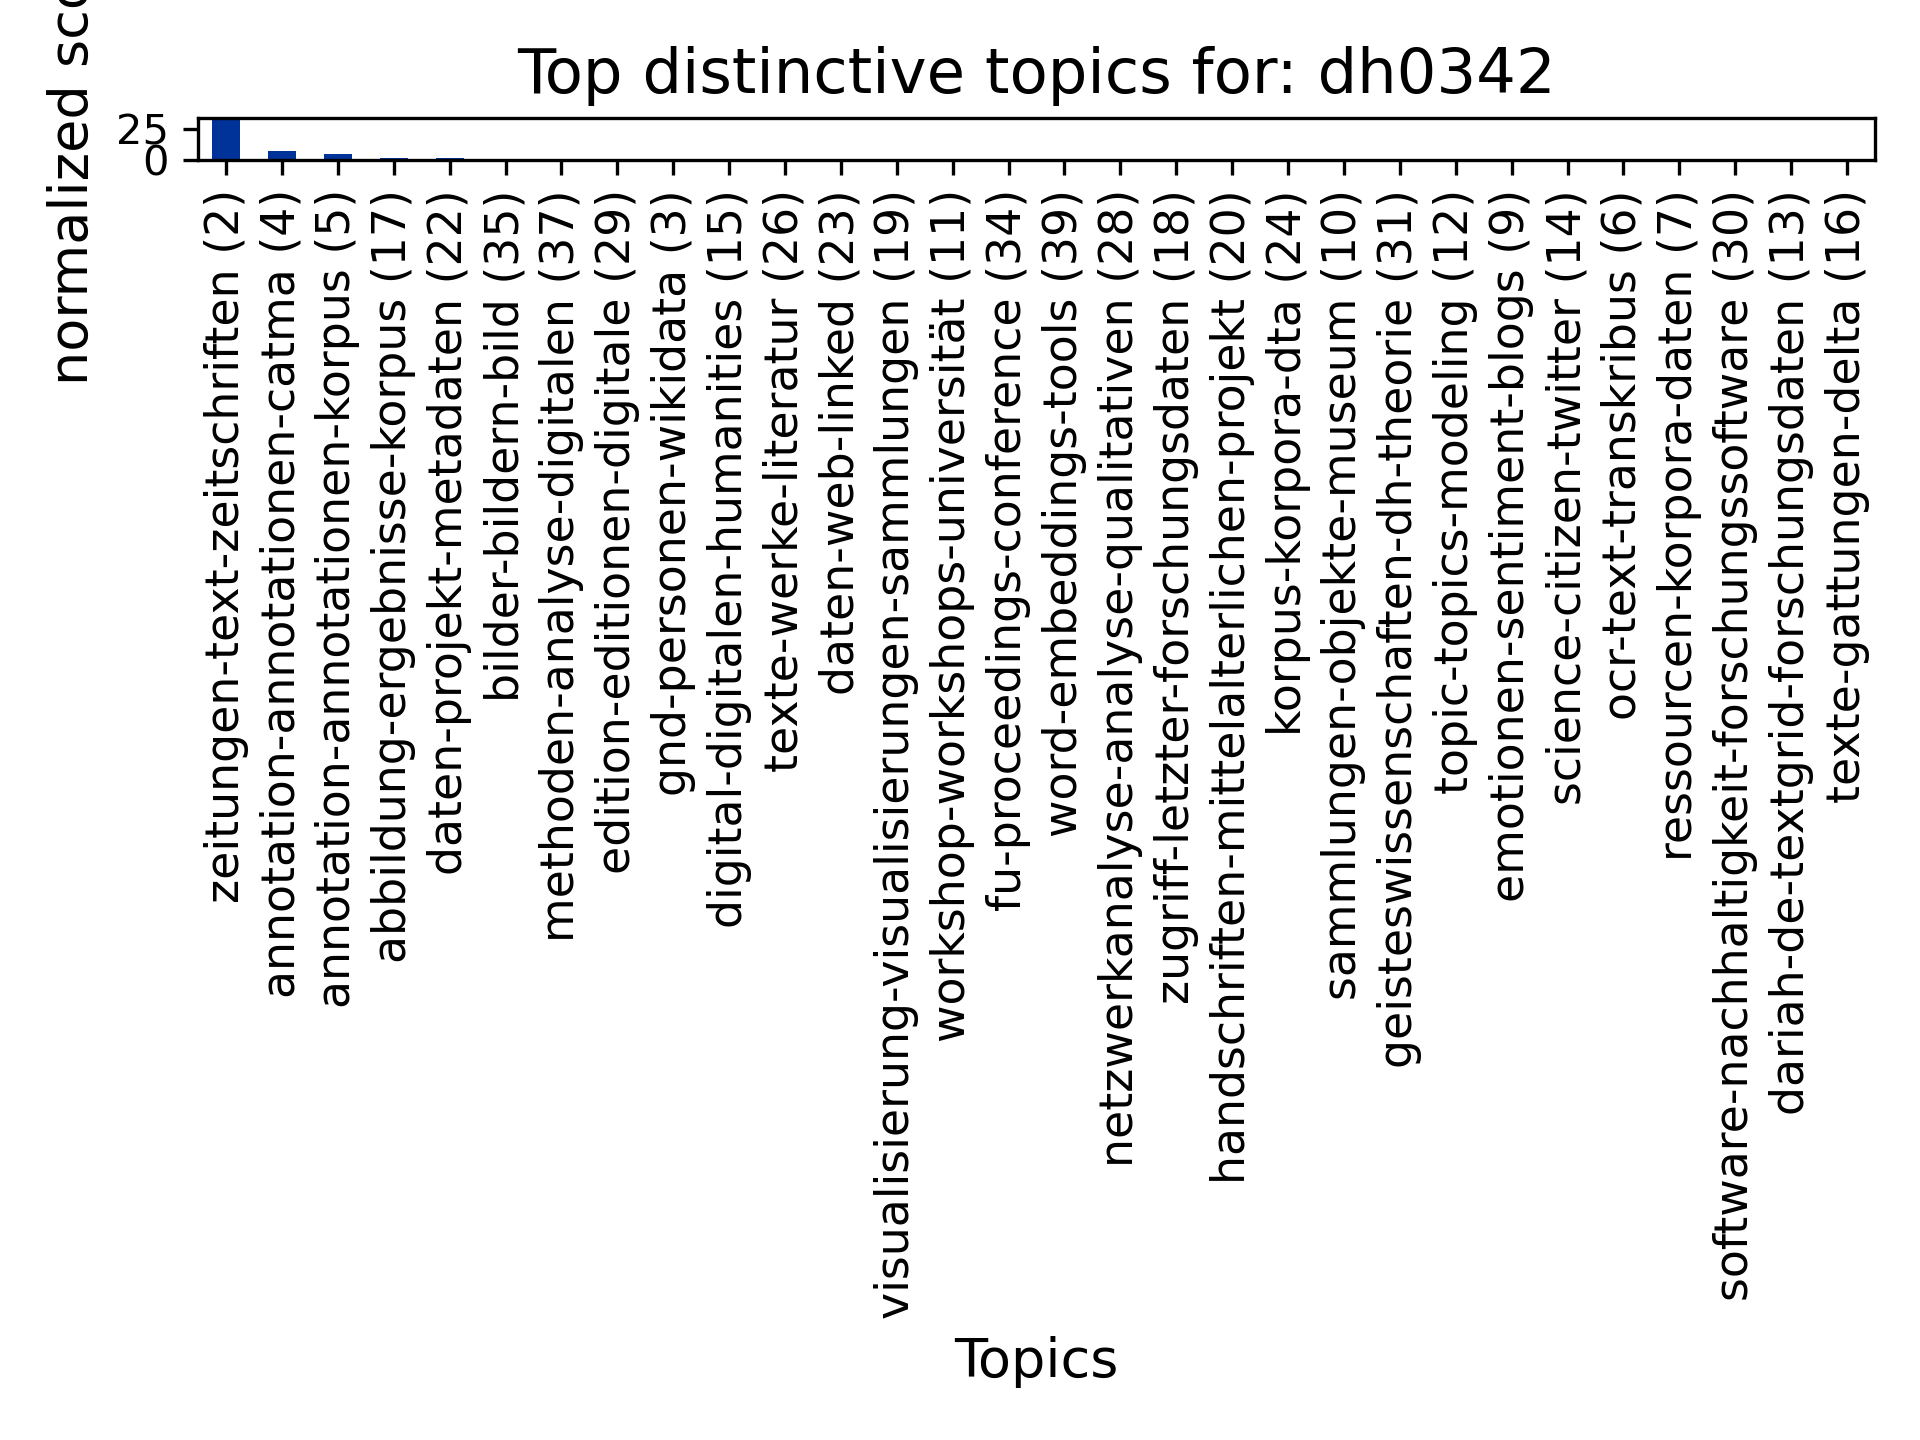 Top distinctive topics for: dh0342
normalized sco
25
0
zeitungen-text-zeitschriften (2)
annotation-annotationen-catma (4)
annotation-annotationen-korpus (5)
abbildung-ergebnisse-korpus (17)
daten-projekt-metadaten (22)
bilder-bildern-bild (35)
methoden-analyse-digitalen (37)
edition-editionen-digitale (29)
gnd-personen-wikidata (3)
digital-digitalen-humanities (15)
texte-werke-literatur (26)
daten-web-linked (23)
visualisierung-visualisierungen-sammlungen (19)
workshop-workshops-universität (11)
fu-proceedings-conference (34)
word-embeddings-tools (39)
netzwerkanalyse-analyse-qualitativen (28)
zugriff-letzter-forschungsdaten (18)
handschriften-mittelalterlichen-projekt (20)
korpus-korpora-dta (24)
sammlungen-objekte-museum (10)
geisteswissenschaften-dh-theorie (31)
topic-topics-modeling (12)
emotionen-sentiment-blogs (9)
science-citizen-twitter (14)
ocr-text-transkribus (6)
ressourcen-korpora-daten (7)
software-nachhaltigkeit-forschungssoftware (30)
dariah-de-textgrid-forschungsdaten (13)
texte-gattungen-delta (16)
Topics